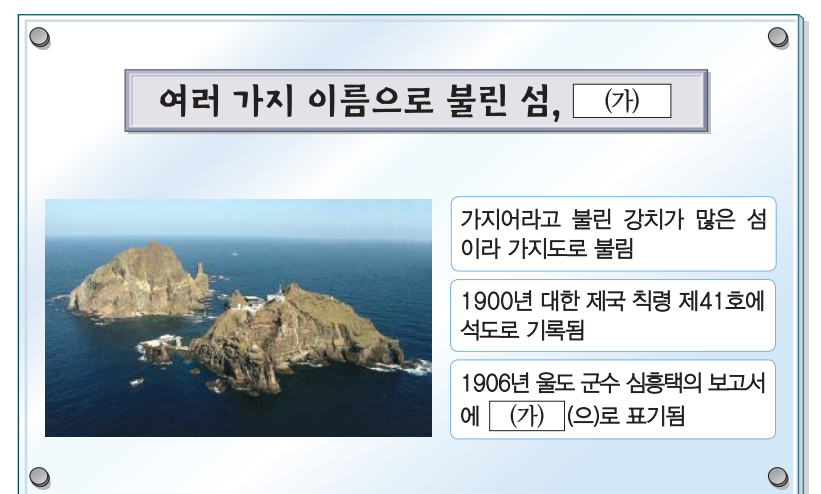 여러 가지 이름으로 불린 섬, (가)
가지어라고 불린 강치가 많은 섬
이라 가지도로 불림
1900년 대한 제국 칙령 제41호에
석도로 기록됨
1906년 울도 군수 심흥택의 보고서
에 (가) (으)로 표기됨